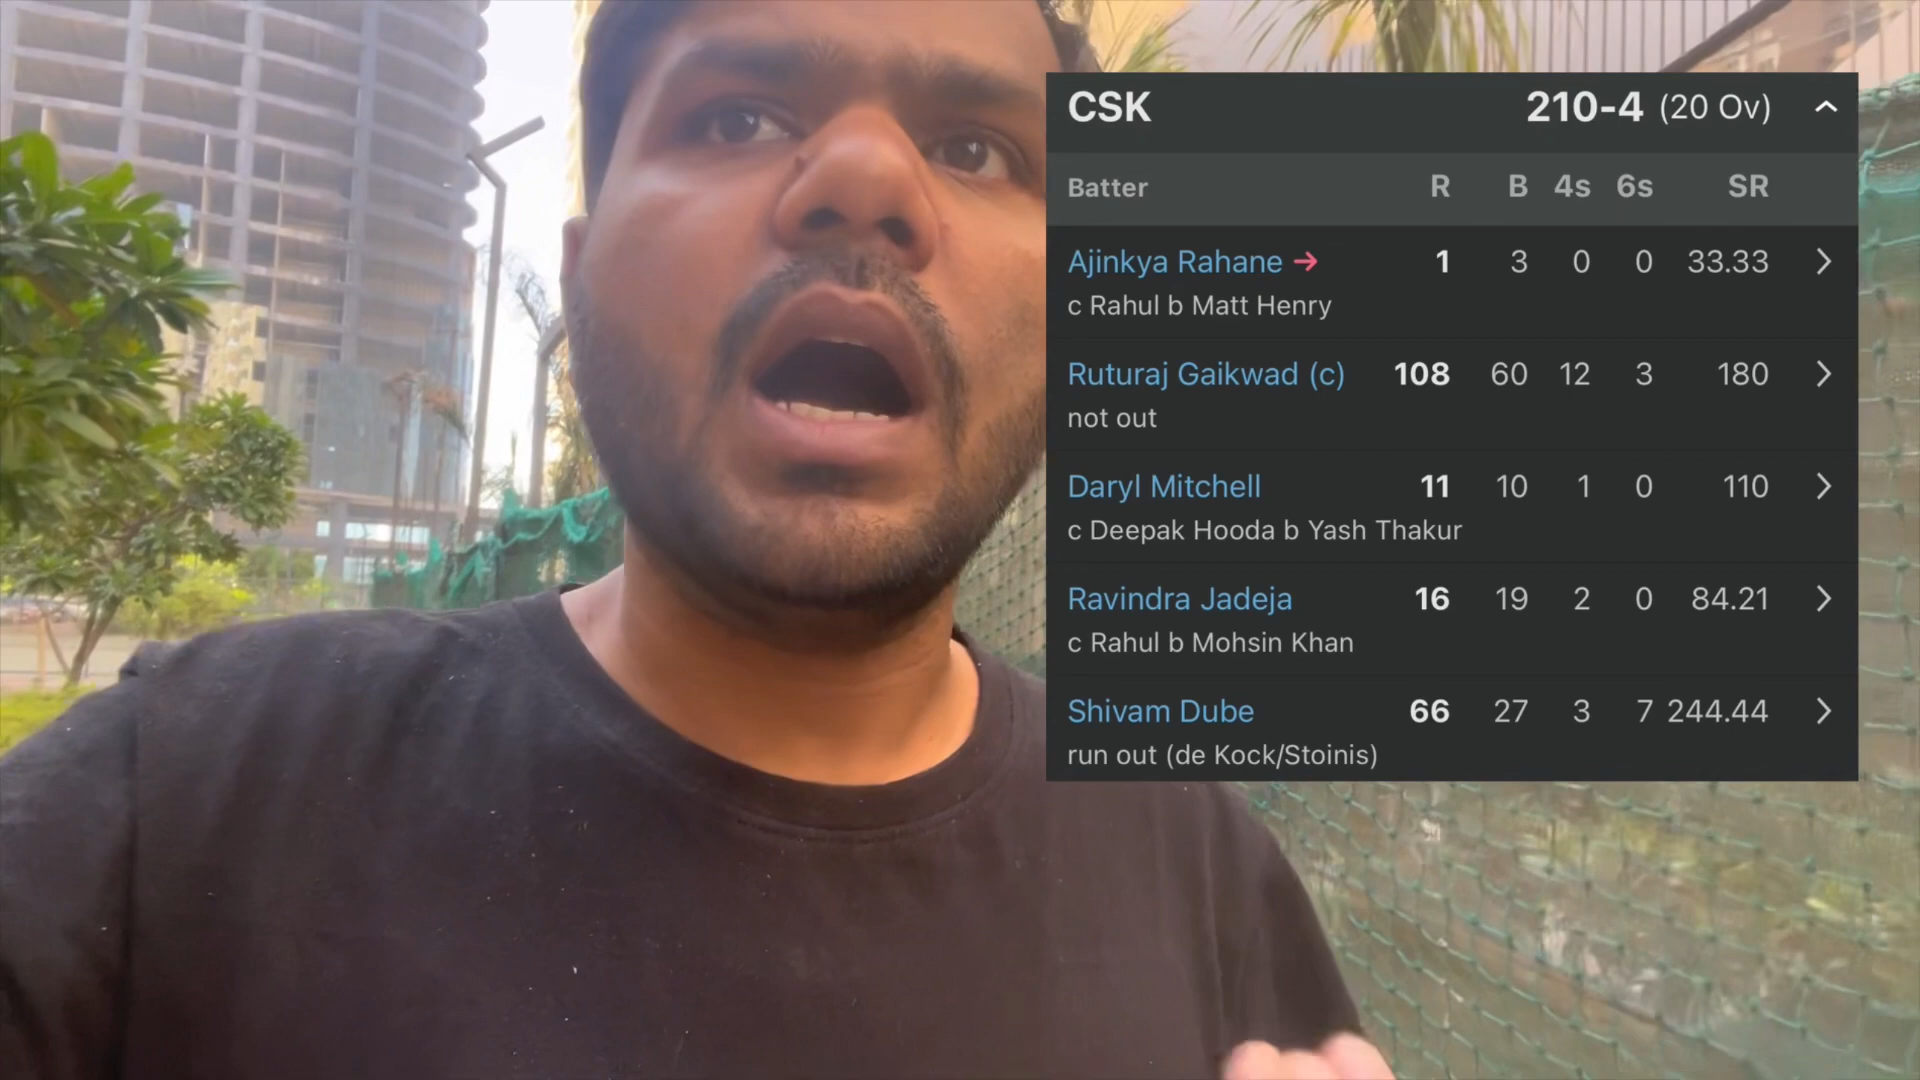 CSK 210-4 (20 Ov)
Batter R B 4s 6s SR
Ajinkya Rahane → 1 3 0 0 33.33
c Rahul b Matt Henry
Ruturaj Gaikwad (c) 108 60 12 3 180
not out
Daryl Mitchell 11 10 1 0 110
c Deepak Hooda b Yash Thakur
Ravindra Jadeja 16 19 2 0 84.21
c Rahul b Mohsin Khan
Shivam Dube 66 27 3 7 244.44
run out (de Kock/Stoinis)